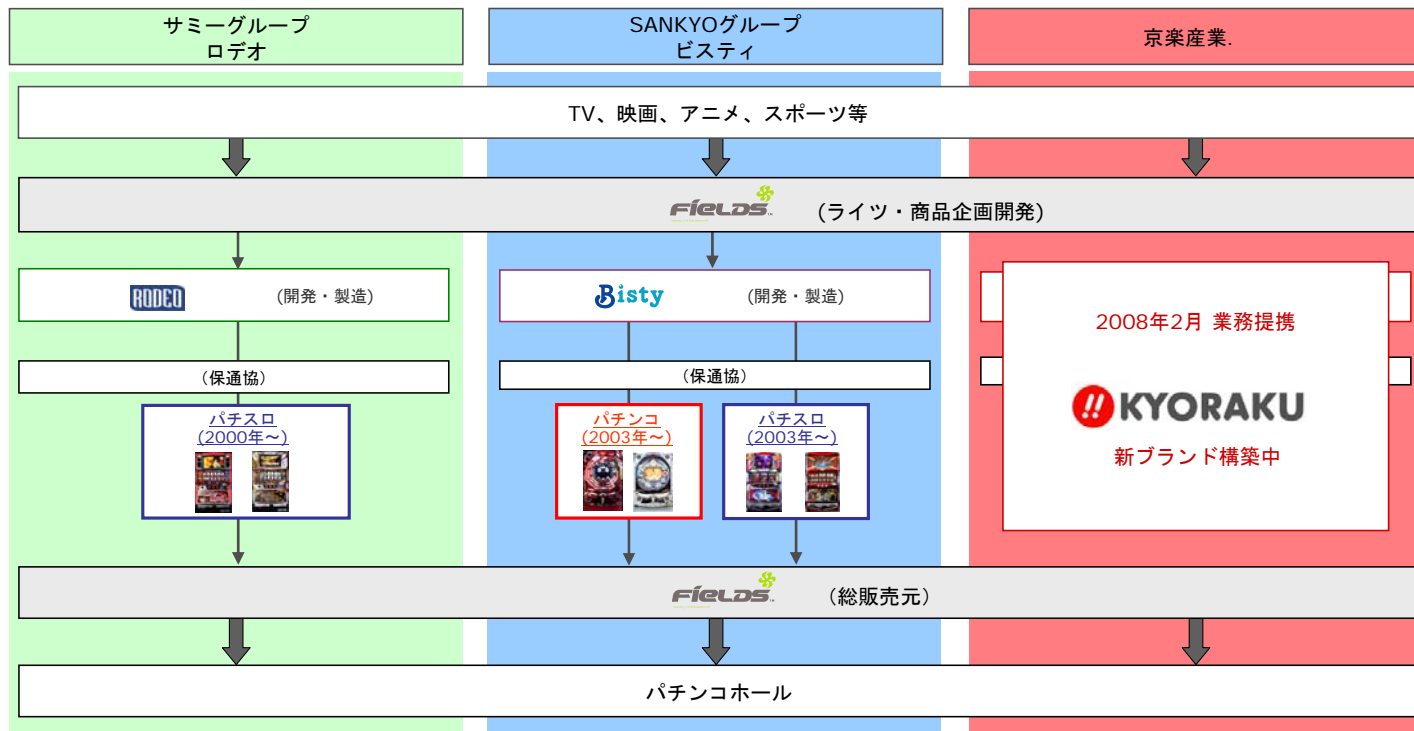 サミーグループ
ロデオ
SANKYOグループ
ビスティ
京楽産業.
TV、映画、アニメ、スポーツ等
FIELDS (ライツ・商品企画開発)
RODEO (開発・製造)
Bisty (開発・製造)
2008年2月 業務提携
KYORAKU
新ブランド構築中
(保通協)
(保通協)
パチスロ
(2000年～)
パチンコ
(2003年～)
パチスロ
(2003年～)
FIELDS (総販売元)
パチンコホール